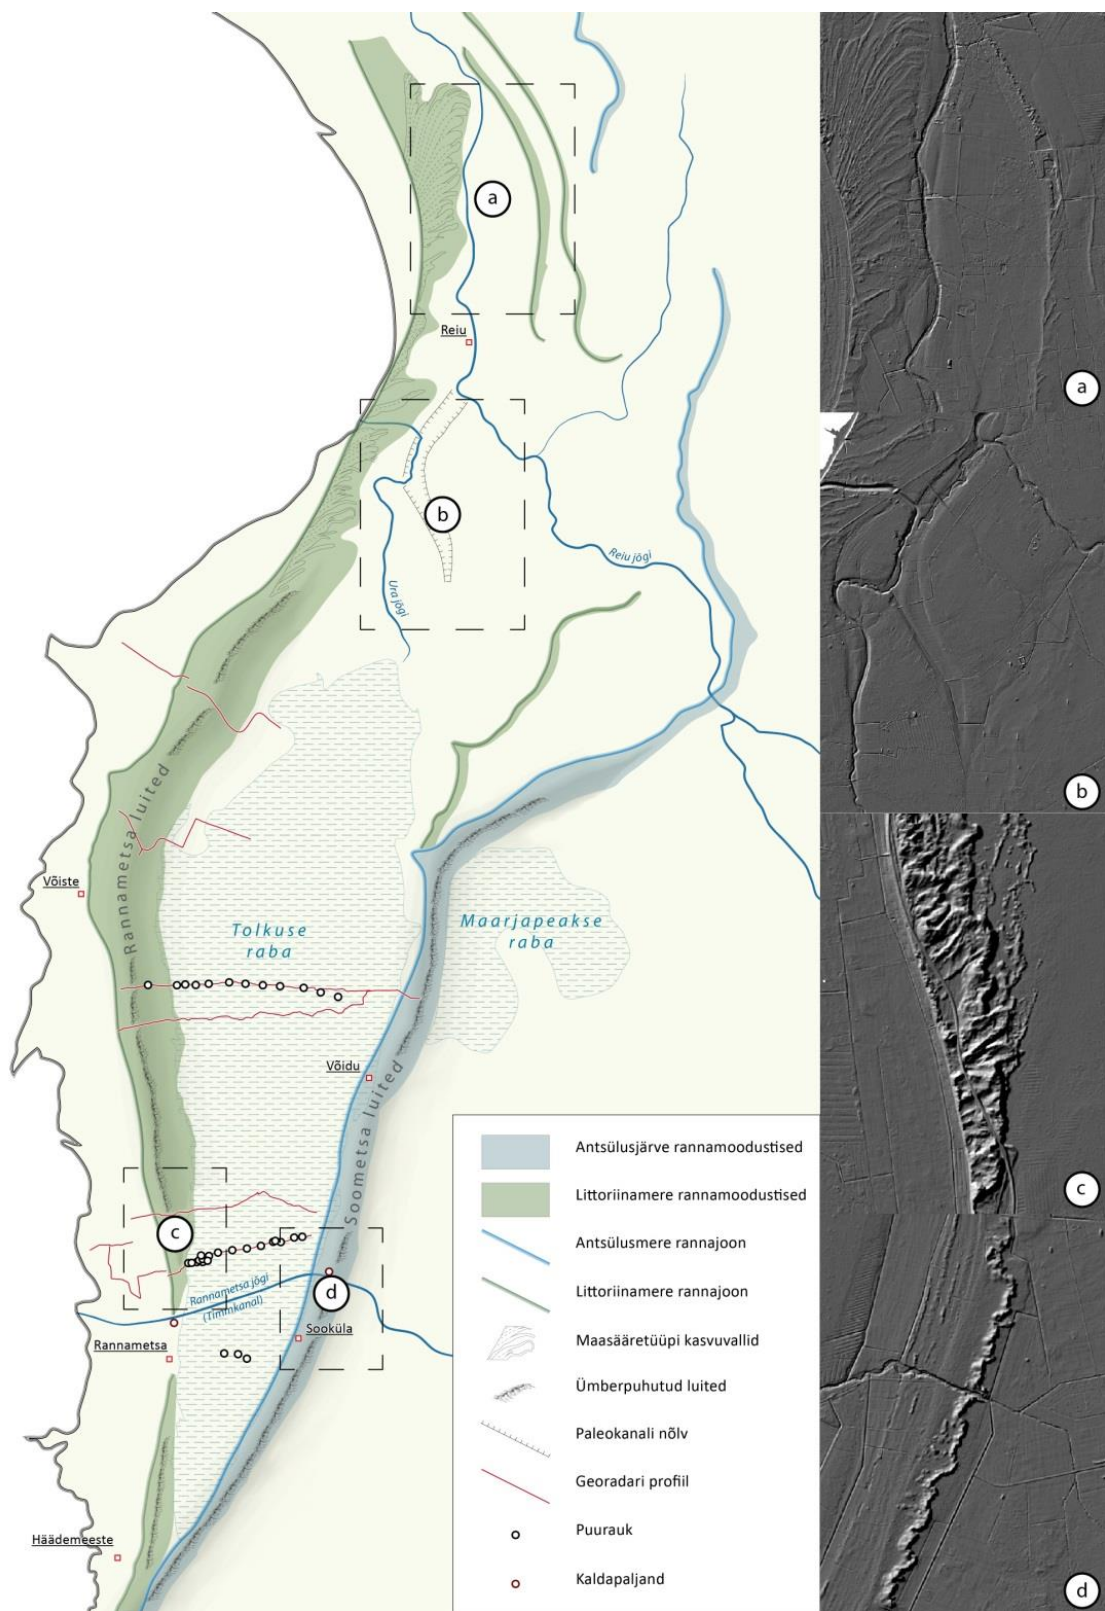 a
Reiu
b
Ura jõgi
Reiu jõgi
Rannametsa luited
Võiste
Tolkuse
raba
Maarjapeakse
raba
Võidu
Soometsa luited
c
d
Rannametsa jõgi
(Timmkanal)
Sooküla
Rannametsa
Häädemeeste
Antsülusjärve rannamoodustised
Littoriinamere rannamoodustised
Antsülusmere rannajoon
Littoriinamere rannajoon
Maasääretüüpi kasvuvallid
Ümberpuhutud luited
Paleokanali nõlv
Georadari profiil
Puurauk
Kaldapaljand
a
b
c
d